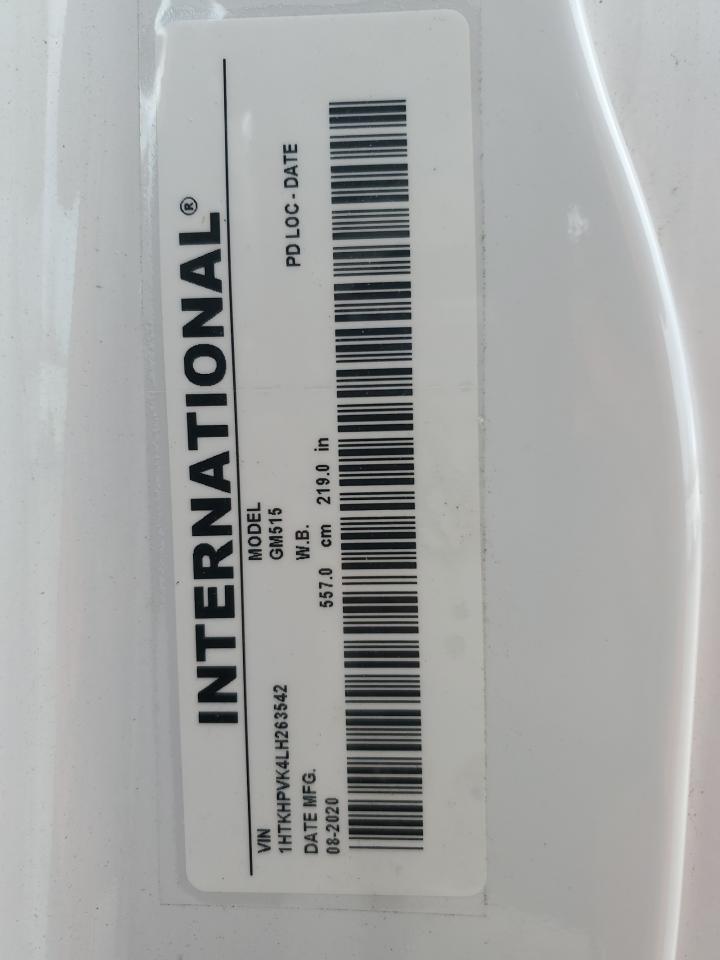 INTERNATIONAL®
VIN MODEL
1HTKHPVK4LH263542 GM515
DATE MFG. W.B. PD LOC - DATE
08-2020 557.0 cm 219.0 in